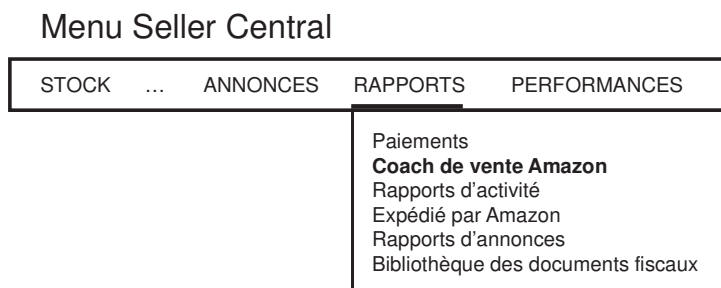 Menu Seller Central
STOCK … ANNONCES RAPPORTS PERFORMANCES
Paiements
Coach de vente Amazon
Rapports d’activité
Expédié par Amazon
Rapports d’annonces
Bibliothèque des documents fiscaux